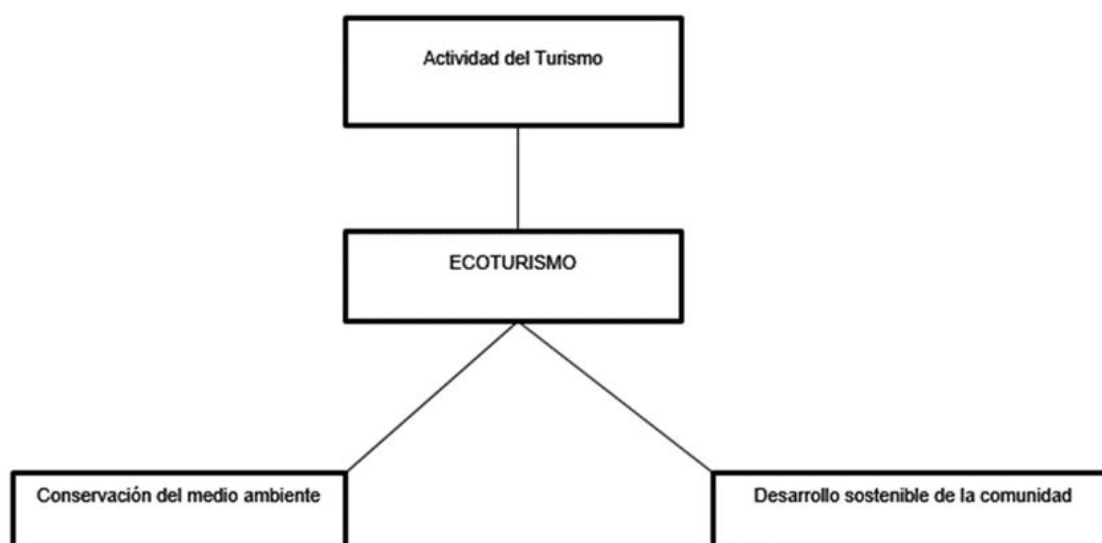 Actividad del Turismo
ECOTURISMO
Conservación del medio ambiente
Desarrollo sostenible de la comunidad